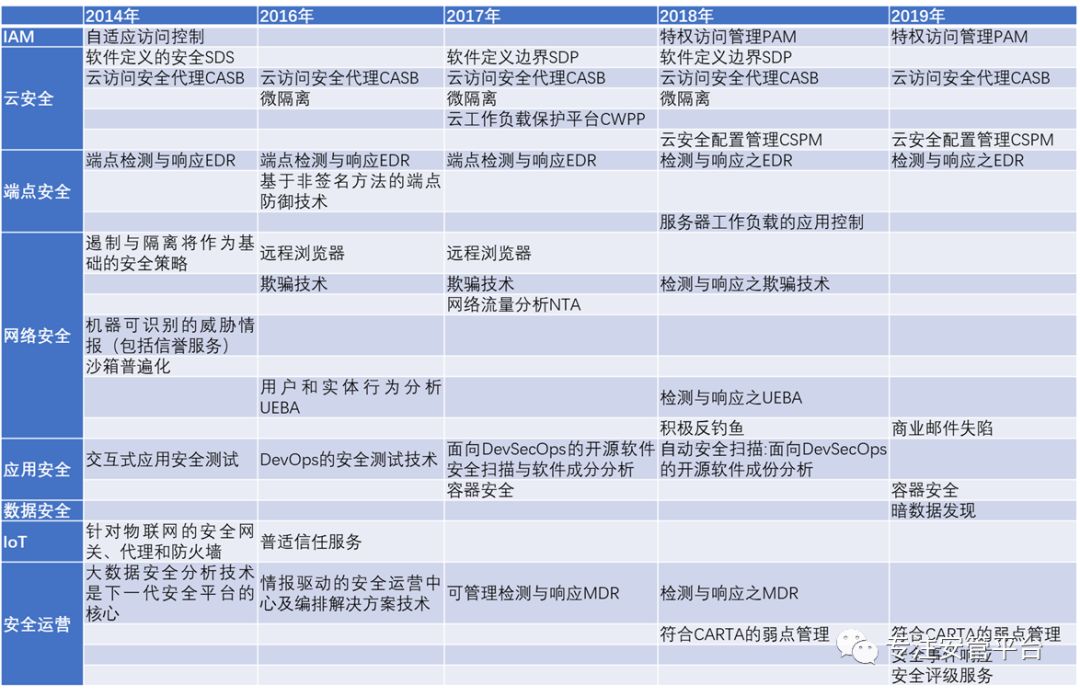 2014年 2016年 2017年 2018年 2019年
IAM 自适应访问控制 特权访问管理PAM 特权访问管理PAM
云安全
软件定义的安全SDS 软件定义边界SDP 软件定义边界SDP
云访问安全代理CASB 云访问安全代理CASB 云访问安全代理CASB 云访问安全代理CASB 云访问安全代理CASB
微隔离 微隔离 微隔离
云工作负载保护平台CWPP
云安全配置管理CSPM 云安全配置管理CSPM
端点安全
端点检测与响应EDR 端点检测与响应EDR 端点检测与响应EDR 检测与响应之EDR 检测与响应之EDR
基于非签名方法的端点
防御技术
服务器工作负载的应用控制
网络安全
遏制与隔离将作为基
础的安全策略
远程浏览器 远程浏览器
欺骗技术 欺骗技术 检测与响应之欺骗技术
网络流量分析NTA
机器可识别的威胁情
报（包括信誉服务）
沙箱普遍化
用户和实体行为分析
UEBA
检测与响应之UEBA
积极反钓鱼 商业邮件失陷
应用安全
交互式应用安全测试 DevOps的安全测试技术
面向DevSecOps的开源软件
安全扫描与软件成分分析
自动安全扫描:面向DevSecOps
的开源软件成份分析
容器安全 容器安全
数据安全 暗数据发现
IoT
针对物联网的安全网
关、代理和防火墙
普适信任服务
安全运营
大数据安全分析技术
是下一代安全平台的
核心
情报驱动的安全运营中
心及编排解决方案技术
可管理检测与响应MDR 检测与响应之MDR
符合CARTA的弱点管理 符合CARTA的弱点管理
安全事件响应
安全评级服务
专注安管平台